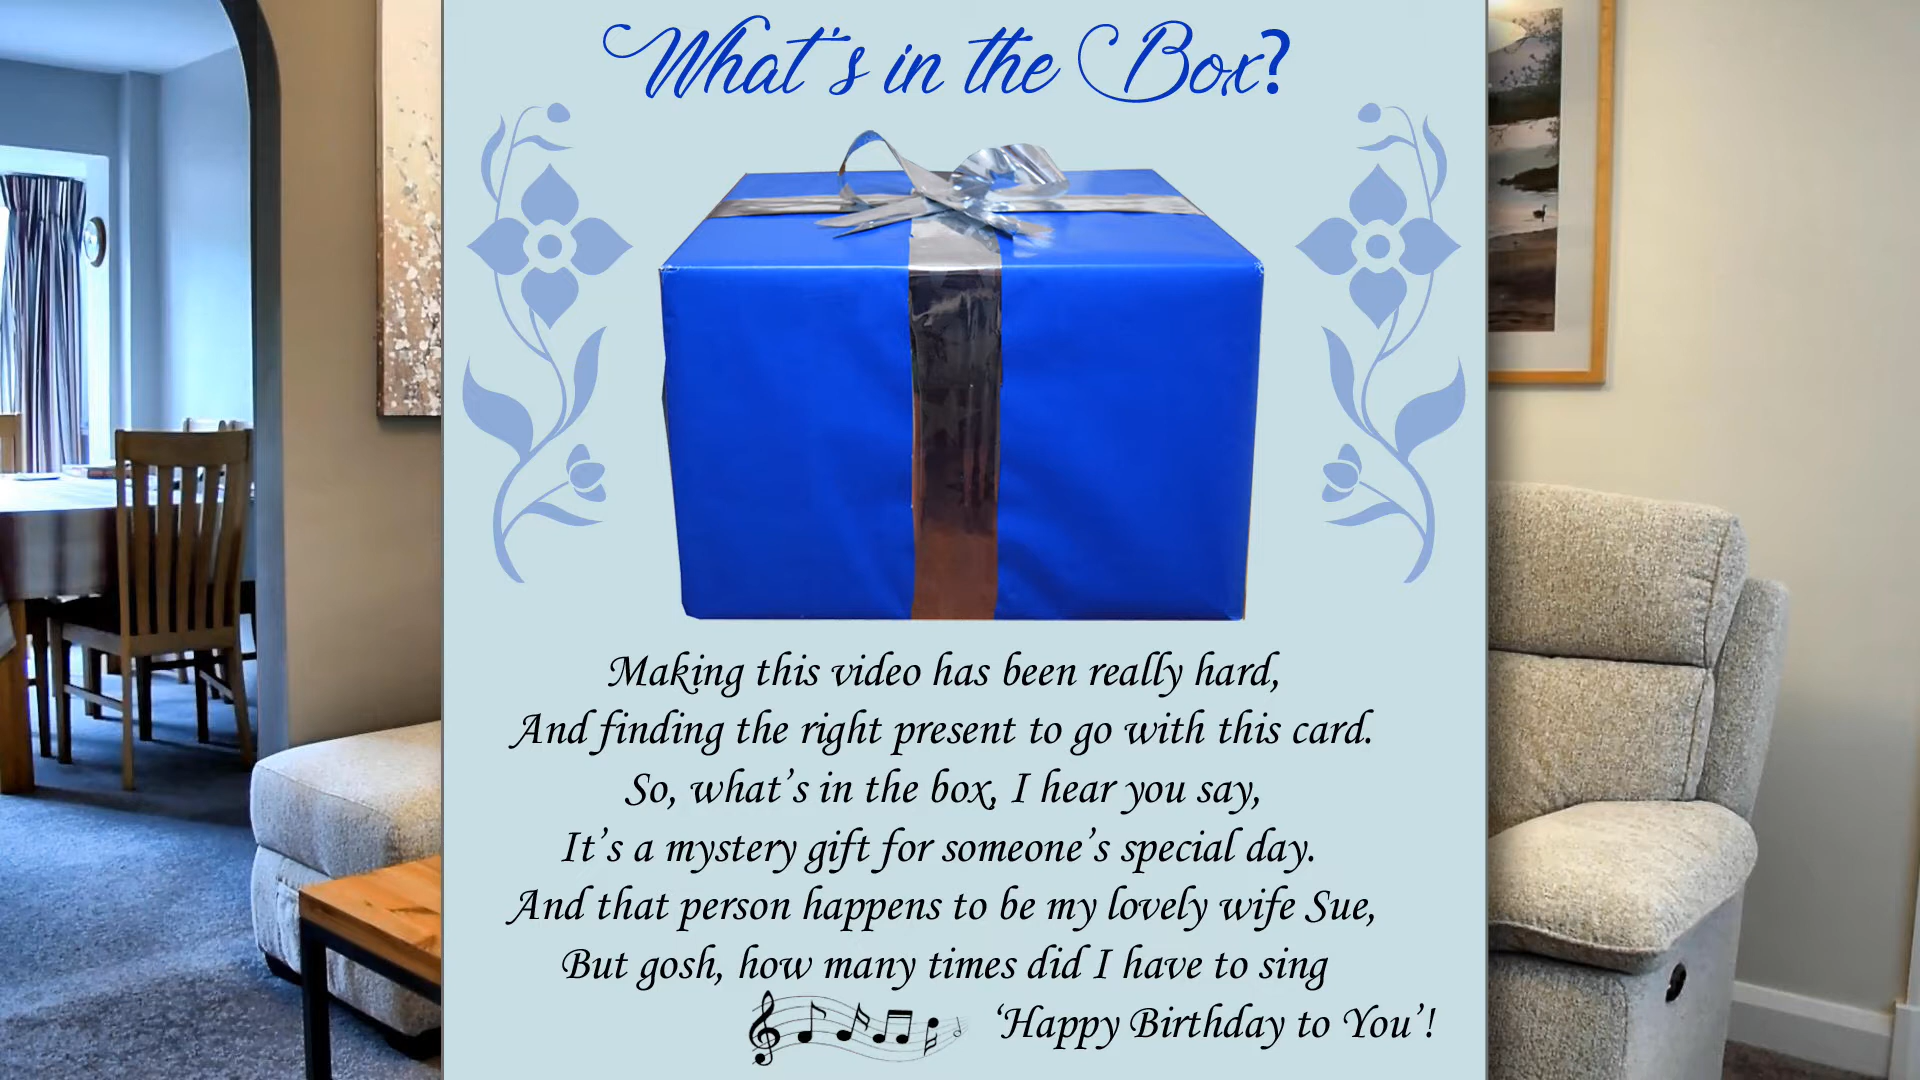 What's in the Box?
Making this video has been really hard,
And finding the right present to go with this card.
So, what's in the box, I hear you say,
It's a mystery gift for someone's special day.
And that person happens to be my lovely wife Sue,
But gosh, how many times did I have to sing
‘Happy Birthday to You’!